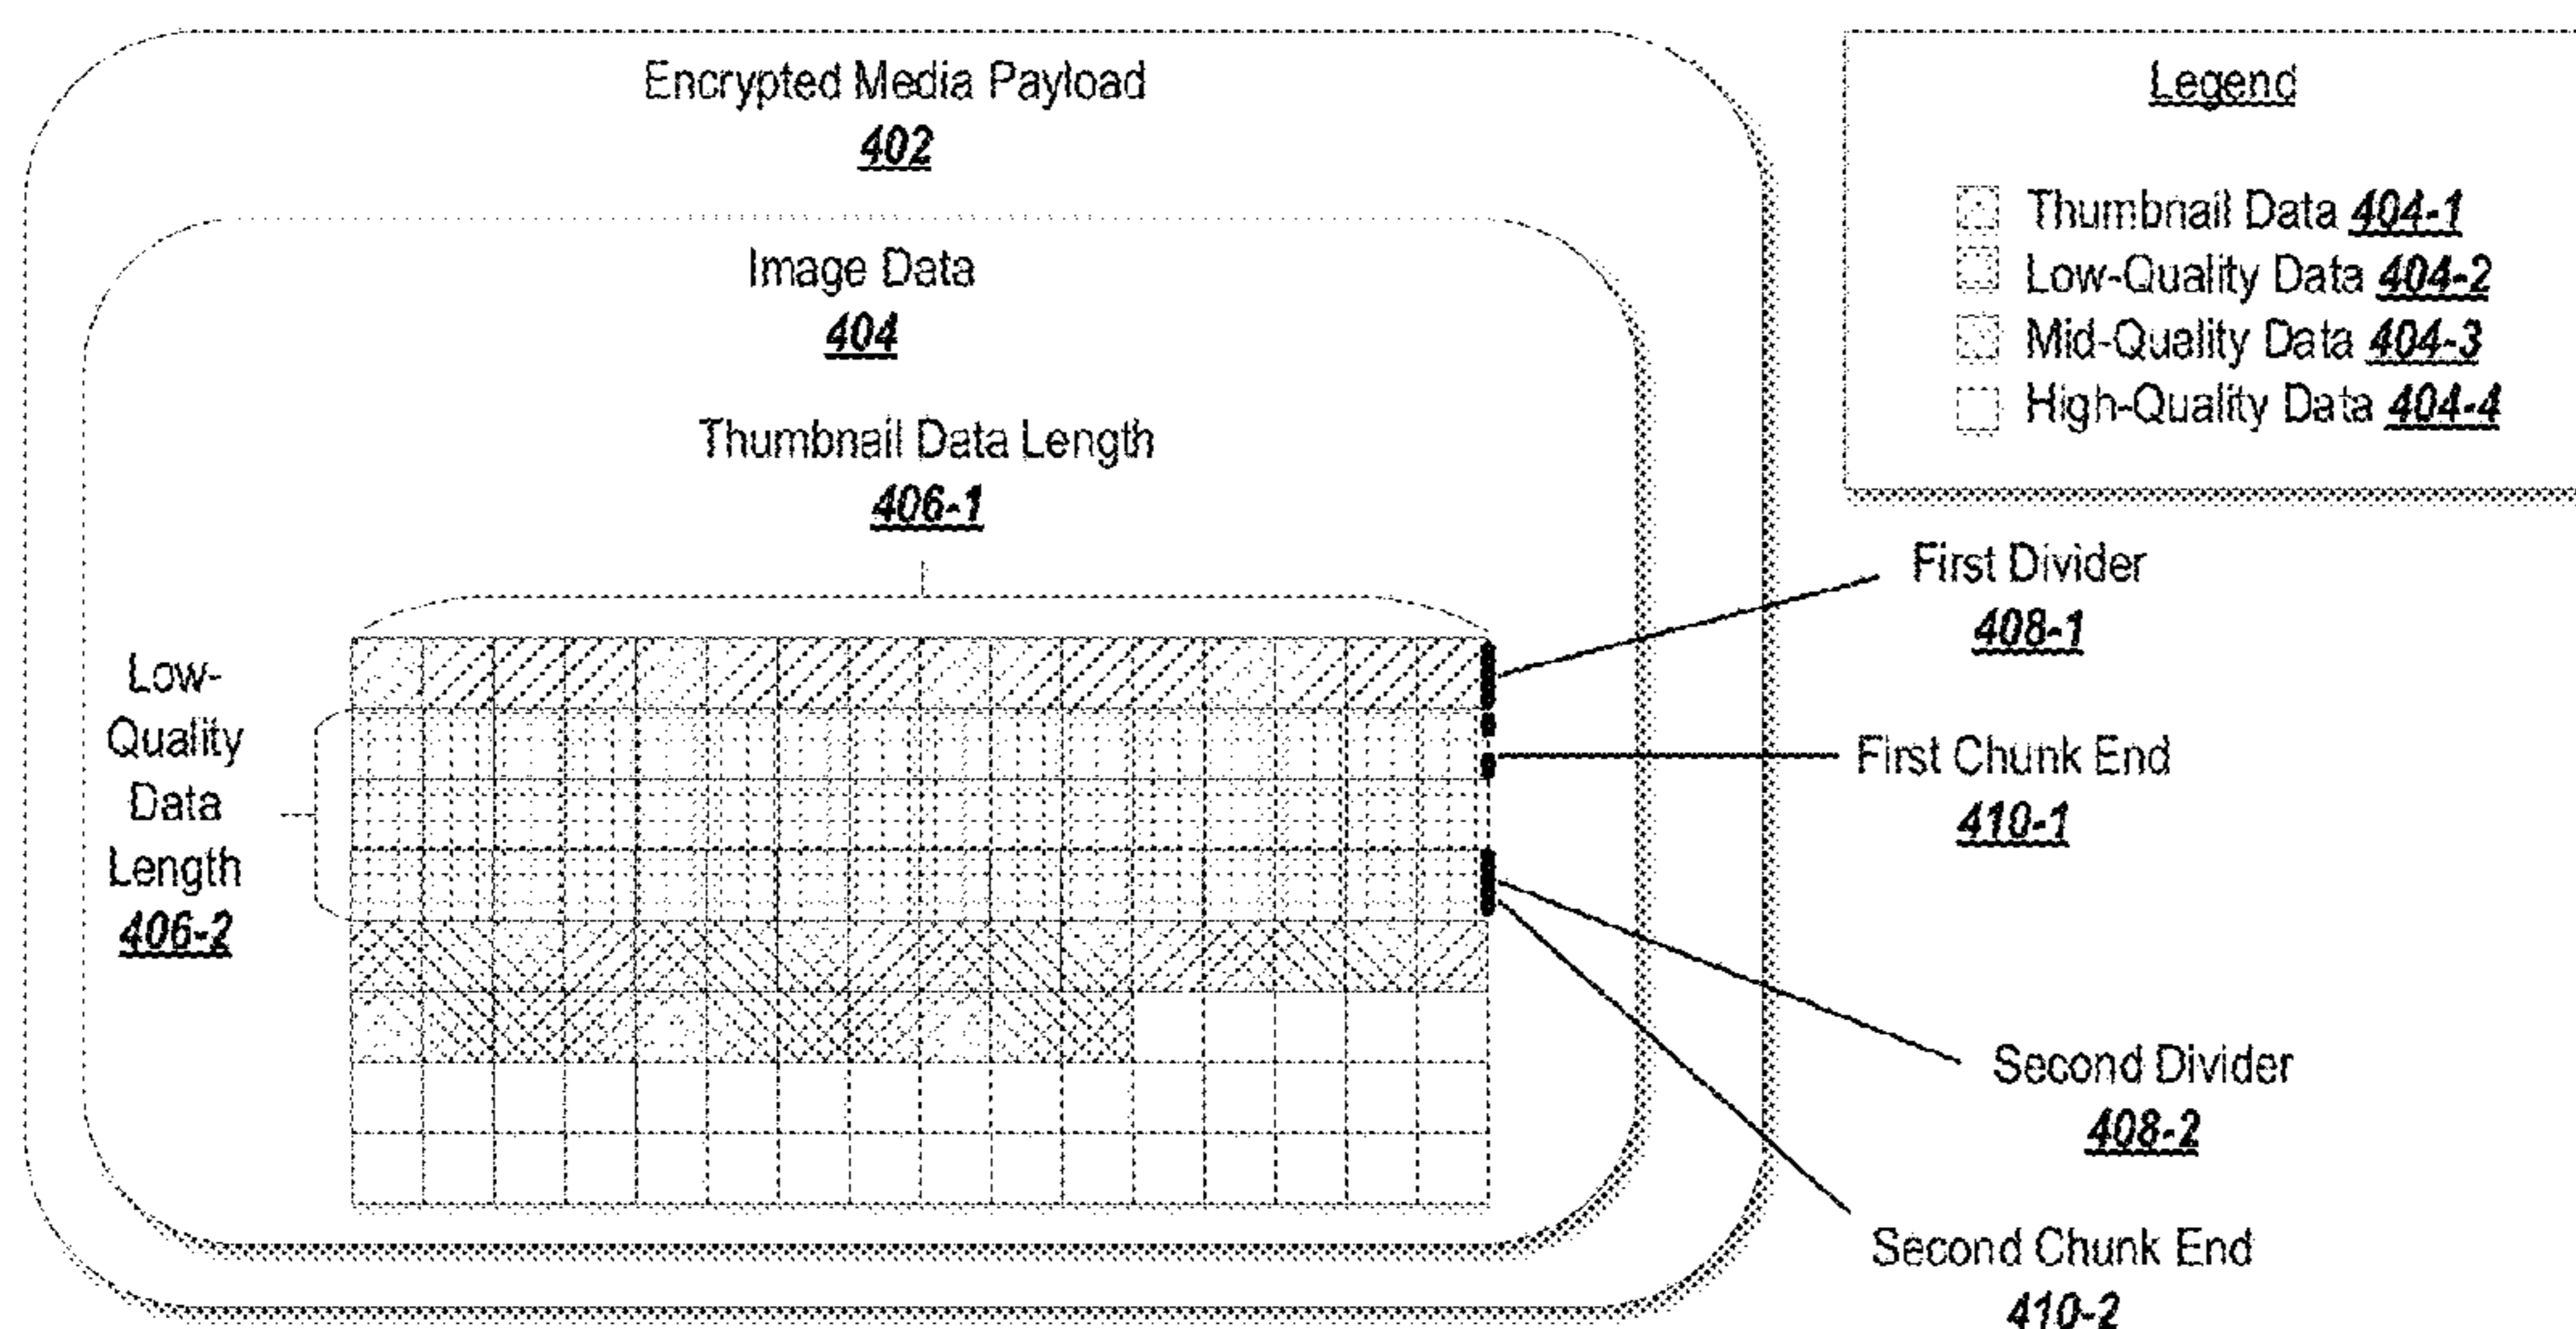 Encrypted Media Payload
402
Image Data
404
Thumbnail Data Length
406-1
Low-
Quality
Data
Length
406-2
Legend
Thumbnail Data 404-1
Low-Quality Data 404-2
Mid-Quality Data 404-3
High-Quality Data 404-4
First Divider
408-1
First Chunk End
410-1
Second Divider
408-2
Second Chunk End
410-2